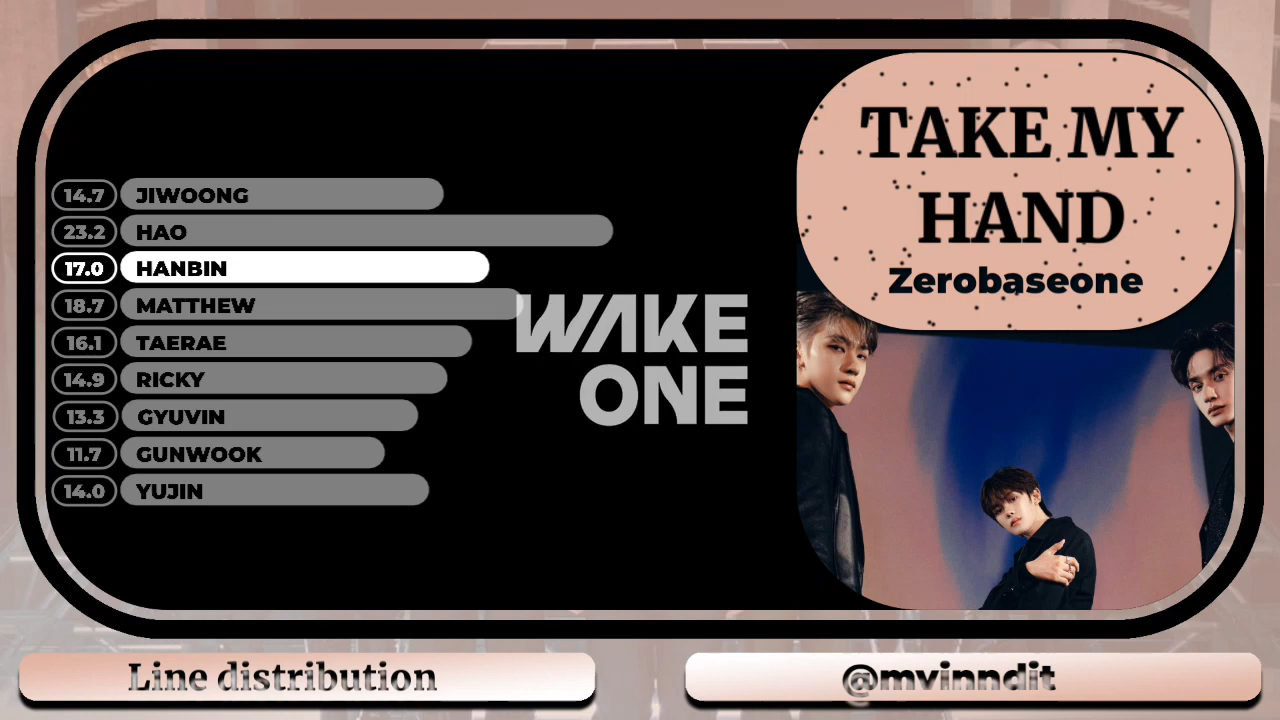 TAKE MY
HAND
Zerobaseone
14.7 JIWOONG
23.2 HAO
17.0 HANBIN
18.7 MATTHEW
16.1 TAERAE
14.9 RICKY
13.3 GYUVIN
11.7 GUNWOOK
14.0 YUJIN
WAKE
ONE
Line distribution
@mvinndit